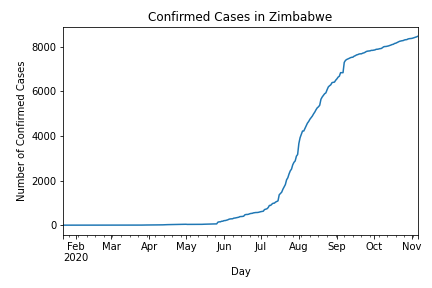 Confirmed Cases in Zimbabwe
Number of Confirmed Cases
8000
6000
4000
2000
0
Feb Mar Apr May Jun Jul Aug Sep Oct Nov
2020
Day